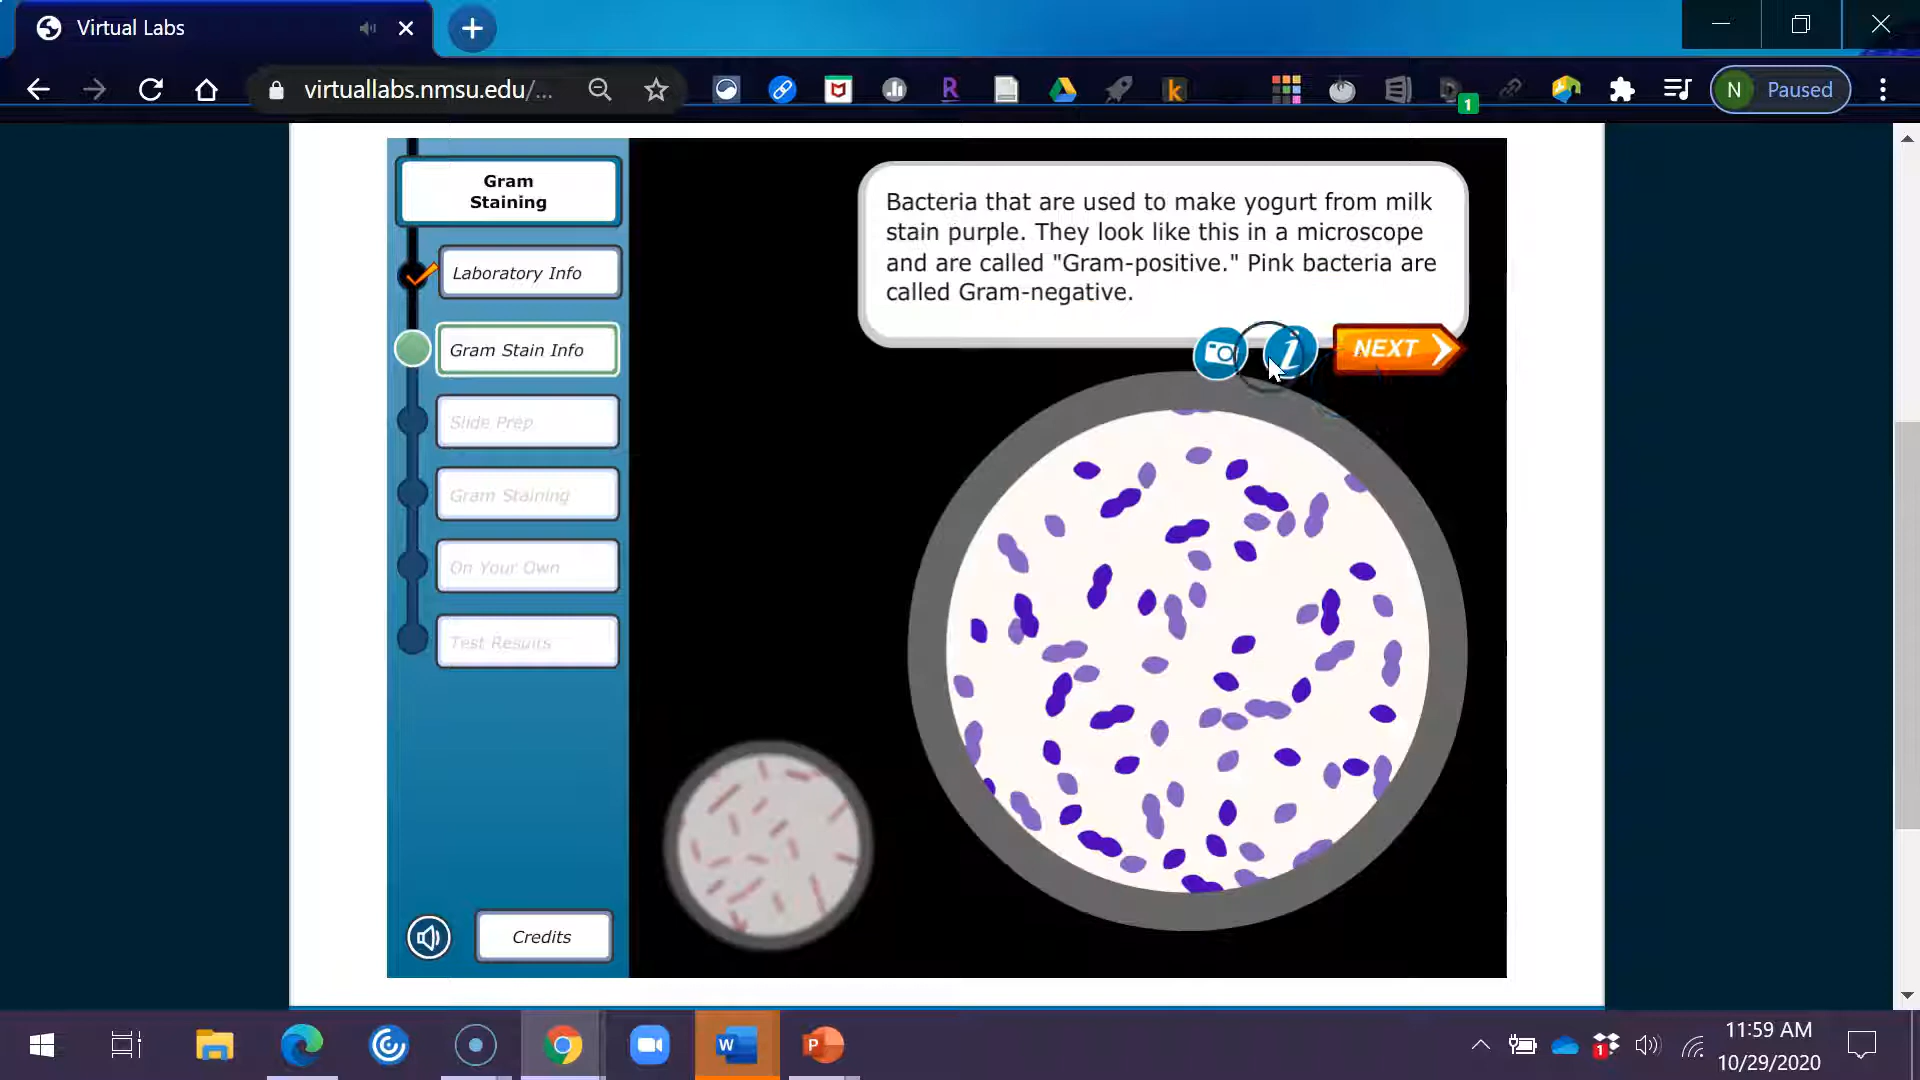 Virtual Labs
virtuallabs.nmsu.edu/...
R
k
1
N
Paused
Gram
Staining
Laboratory Info
Gram Stain Info
Slide Prep
Gram Staining
On Your Own
Test Results
Credits
Bacteria that are used to make yogurt from milk
stain purple. They look like this in a microscope
and are called "Gram-positive." Pink bacteria are
called Gram-negative.
i
NEXT
W
P
1
11:59 AM
10/29/2020